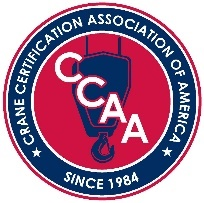 ★ CRANE CERTIFICATION ASSOCIATION OF AMERICA ★
CCAA
SINCE 1984